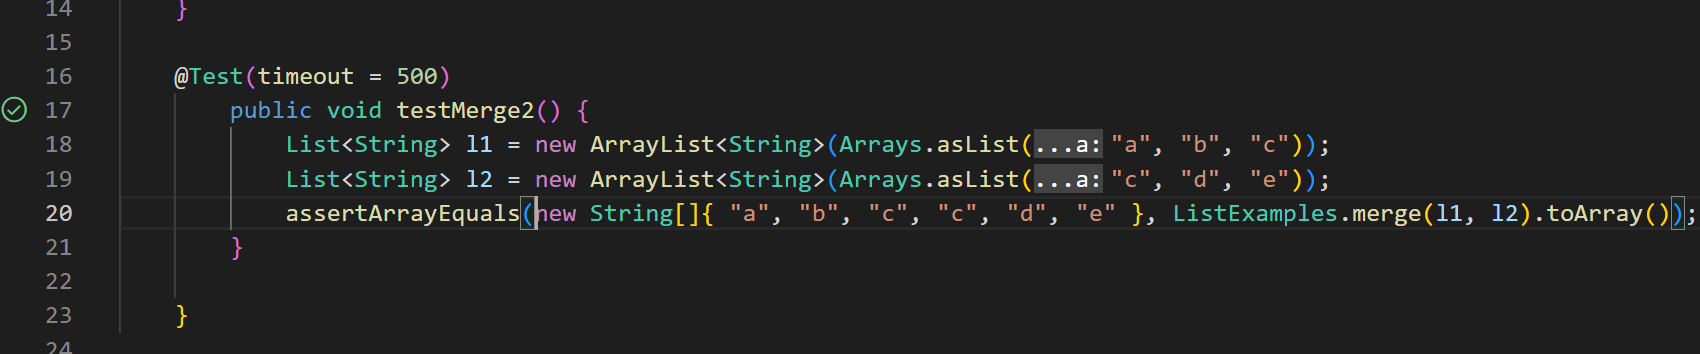 14 }
15
16 @Test(timeout = 500)
17 public void testMerge2() {
18 List<String> l1 = new ArrayList<String>(Arrays.asList(...a: "a", "b", "c"));
19 List<String> l2 = new ArrayList<String>(Arrays.asList(...a: "c", "d", "e"));
20 assertArrayEquals(new String[]{ "a", "b", "c", "c", "d", "e" }, ListExamples.merge(l1, l2).toArray());
21 }
22
23 }
24